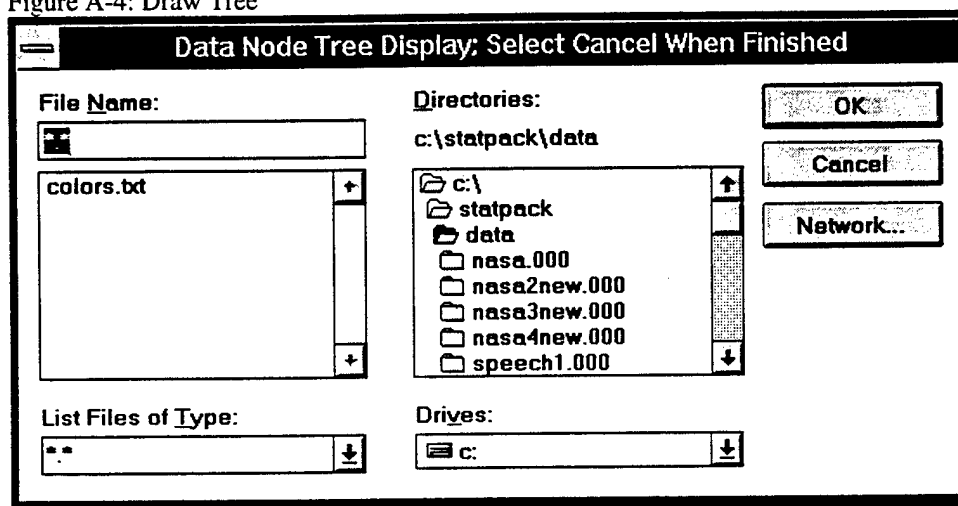 Figure A-4: Draw Tree
Data Node Tree Display; Select Cancel When Finished
File Name:
colors.txt
List Files of Type:
*.*
Directories:
c:\statpack\data
c:\
statpack
data
nasa.000
nasa2new.000
nasa3new.000
nasa4new.000
speech1.000
Drives:
c:
OK
Cancel
Network...